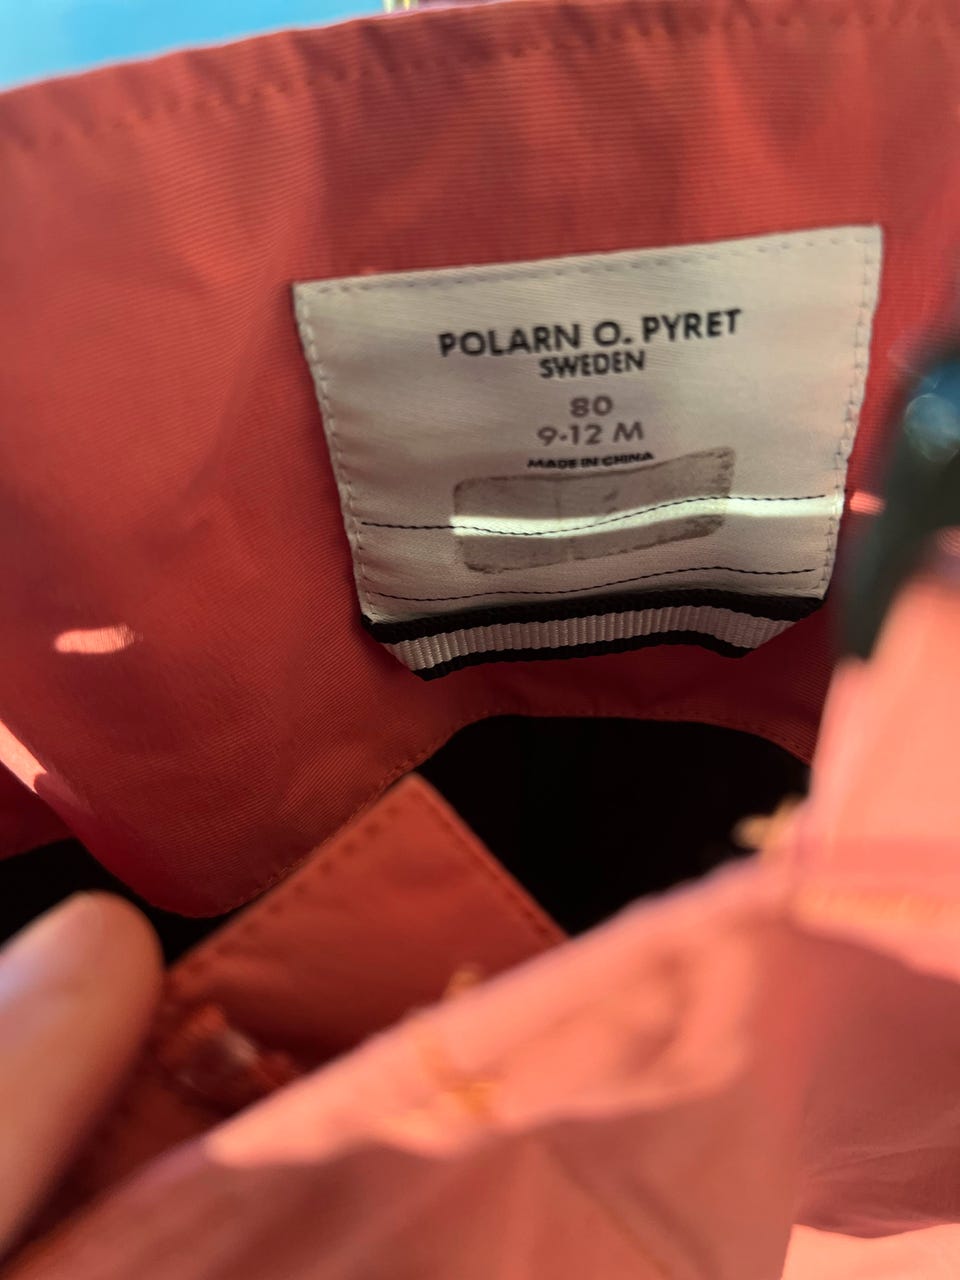 POLARN O. PYRET
SWEDEN
80
9-12 M
MADE IN CHINA